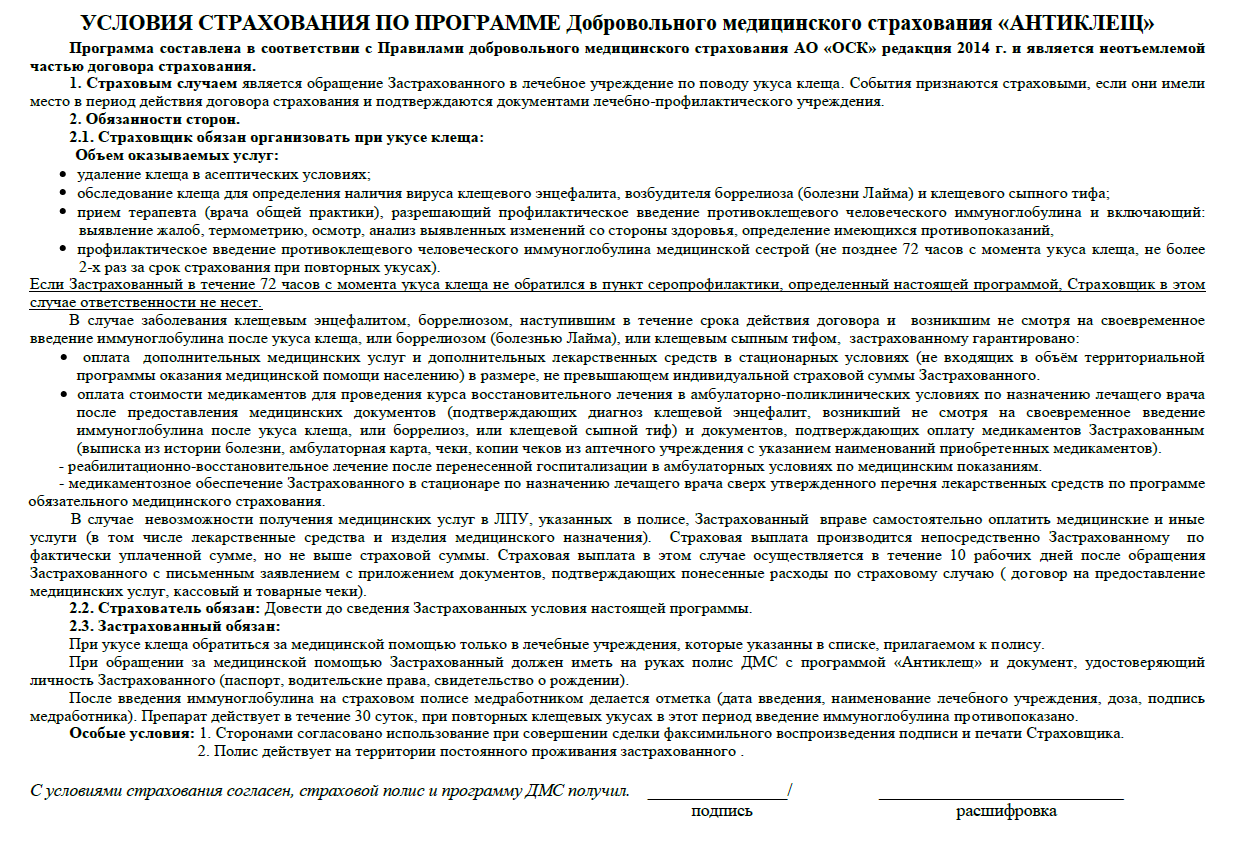 УСЛОВИЯ СТРАХОВАНИЯ ПО ПРОГРАММЕ Добровольного медицинского страхования «АНТИКЛЕЩ»
Программа составлена в соответствии с Правилами добровольного медицинского страхования АО «ОСК» редакция 2014 г. и является неотъемлемой
частью договора страхования.
1. Страховым случаем является обращение Застрахованного в лечебное учреждение по поводу укуса клеща. События признаются страховыми, если они имели
место в период действия договора страхования и подтверждаются документами лечебно-профилактического учреждения.
2. Обязанности сторон.
2.1. Страховщик обязан организовать при укусе клеща:
Объем оказываемых услуг:
• удаление клеща в асептических условиях;
• обследование клеща для определения наличия вируса клещевого энцефалита, возбудителя боррелиоза (болезни Лайма) и клещевого сыпного тифа;
• прием терапевта (врача общей практики), разрешающий профилактическое введение противоклещевого человеческого иммуноглобулина и включающий:
выявление жалоб, термометрию, осмотр, анализ выявленных изменений со стороны здоровья, определение имеющихся противопоказаний,
• профилактическое введение противоклещевого человеческого иммуноглобулина медицинской сестрой (не позднее 72 часов с момента укуса клеща, не более
2-х раз за срок страхования при повторных укусах).
Если Застрахованный в течение 72 часов с момента укуса клеща не обратился в пункт серопрофилактики, определенный настоящей программой, Страховщик в этом
случае ответственности не несет.
В случае заболевания клещевым энцефалитом, боррелиозом, наступившим в течение срока действия договора и возникшим не смотря на своевременное
введение иммуноглобулина после укуса клеща, или боррелиозом (болезнью Лайма), или клещевым сыпным тифом, застрахованному гарантировано:
• оплата дополнительных медицинских услуг и дополнительных лекарственных средств в стационарных условиях (не входящих в объём территориальной
программы оказания медицинской помощи населению) в размере, не превышающем индивидуальной страховой суммы Застрахованного.
• оплата стоимости медикаментов для проведения курса восстановительного лечения в амбулаторно-поликлинических условиях по назначению лечащего врача
после предоставления медицинских документов (подтверждающих диагноз клещевой энцефалит, возникший не смотря на своевременное введение
иммуноглобулина после укуса клеща, или боррелиоз, или клещевой сыпной тиф) и документов, подтверждающих оплату медикаментов Застрахованным
(выписка из истории болезни, амбулаторная карта, чеки, копии чеков из аптечного учреждения с указанием наименований приобретенных медикаментов).
- реабилитационно-восстановительное лечение после перенесенной госпитализации в амбулаторных условиях по медицинским показаниям.
- медикаментозное обеспечение Застрахованного в стационаре по назначению лечащего врача сверх утвержденного перечня лекарственных средств по программе
обязательного медицинского страхования.
В случае невозможности получения медицинских услуг в ЛПУ, указанных в полисе, Застрахованный вправе самостоятельно оплатить медицинские и иные
услуги (в том числе лекарственные средства и изделия медицинского назначения). Страховая выплата производится непосредственно Застрахованному по
фактически уплаченной сумме, но не выше страховой суммы. Страховая выплата в этом случае осуществляется в течение 10 рабочих дней после обращения
Застрахованного с письменным заявлением с приложением документов, подтверждающих понесенные расходы по страховому случаю ( договор на предоставление
медицинских услуг, кассовый и товарные чеки).
2.2. Страхователь обязан: Довести до сведения Застрахованных условия настоящей программы.
2.3. Застрахованный обязан:
При укусе клеща обратиться за медицинской помощью только в лечебные учреждения, которые указаны в списке, прилагаемом к полису.
При обращении за медицинской помощью Застрахованный должен иметь на руках полис ДМС с программой «Антиклещ» и документ, удостоверяющий
личность Застрахованного (паспорт, водительские права, свидетельство о рождении).
После введения иммуноглобулина на страховом полисе медработником делается отметка (дата введения, наименование лечебного учреждения, доза, подпись
медработника). Препарат действует в течение 30 суток, при повторных клещевых укусах в этот период введение иммуноглобулина противопоказано.
Особые условия: 1. Сторонами согласовано использование при совершении сделки факсимильного воспроизведения подписи и печати Страховщика.
2. Полис действует на территории постоянного проживания застрахованного .
С условиями страхования согласен, страховой полис и программу ДМС получил. ________________/ ____________________________
подпись расшифровка